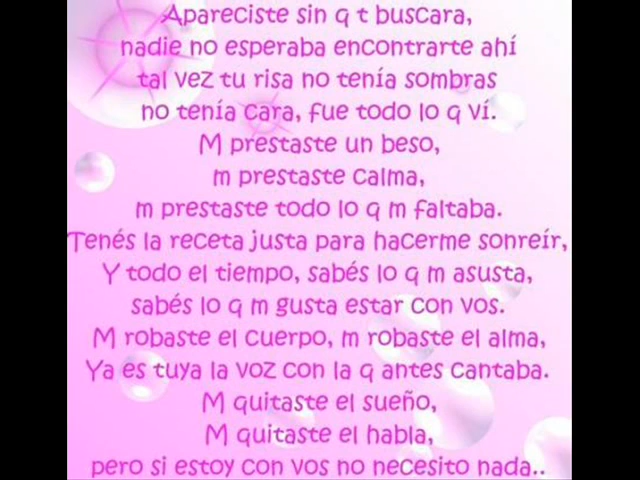 Apareciste sin q t buscara,
nadie no esperaba encontrarte ahí
tal vez tu risa no tenía sombras
no tenía cara, fue todo lo q ví.
M prestaste un beso,
m prestaste calma,
m prestaste todo lo q m faltaba.
Tenés la receta justa para hacerme sonreír,
Y todo el tiempo, sabés lo q m asusta,
sabés lo q m gusta estar con vos.
M robaste el cuerpo, m robaste el alma,
Ya es tuya la voz con la q antes cantaba.
M quitaste el sueño,
M quitaste el habla,
pero si estoy con vos no necesito nada..